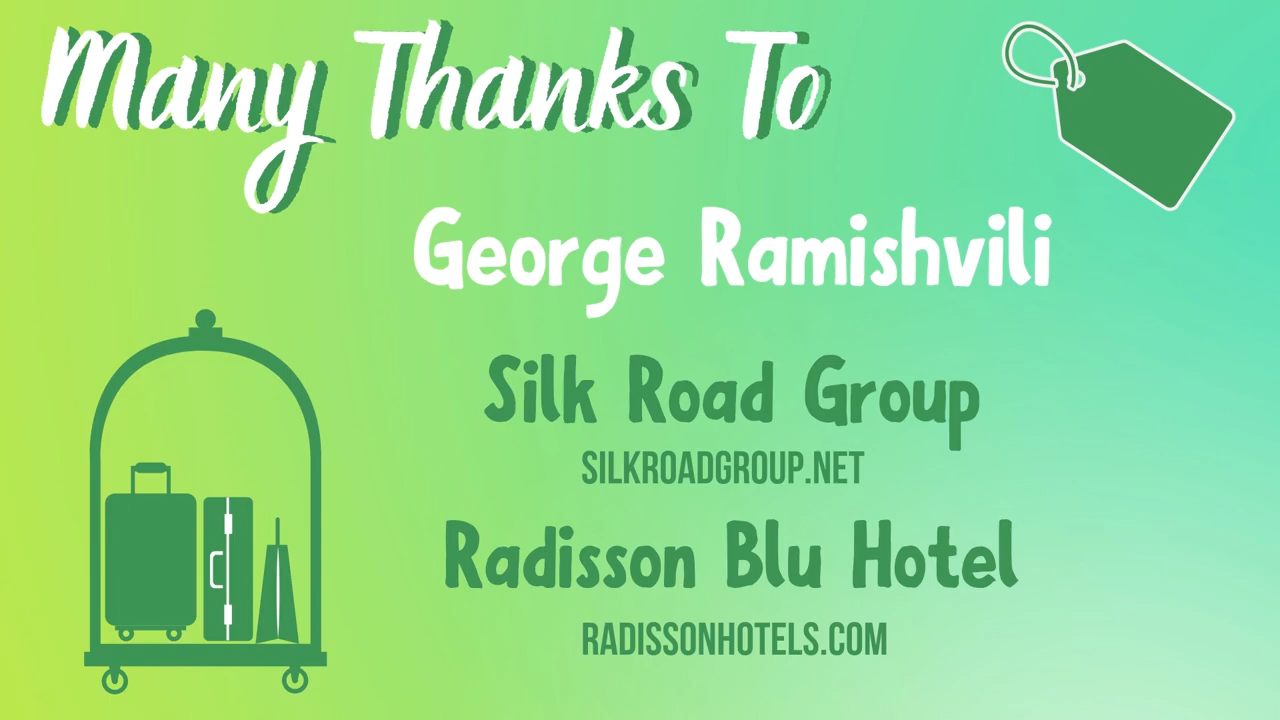 Many Thanks To
George Ramishvili
Silk Road Group
SILKROADGROUP.NET
Radisson Blu Hotel
RADISSONHOTELS.COM